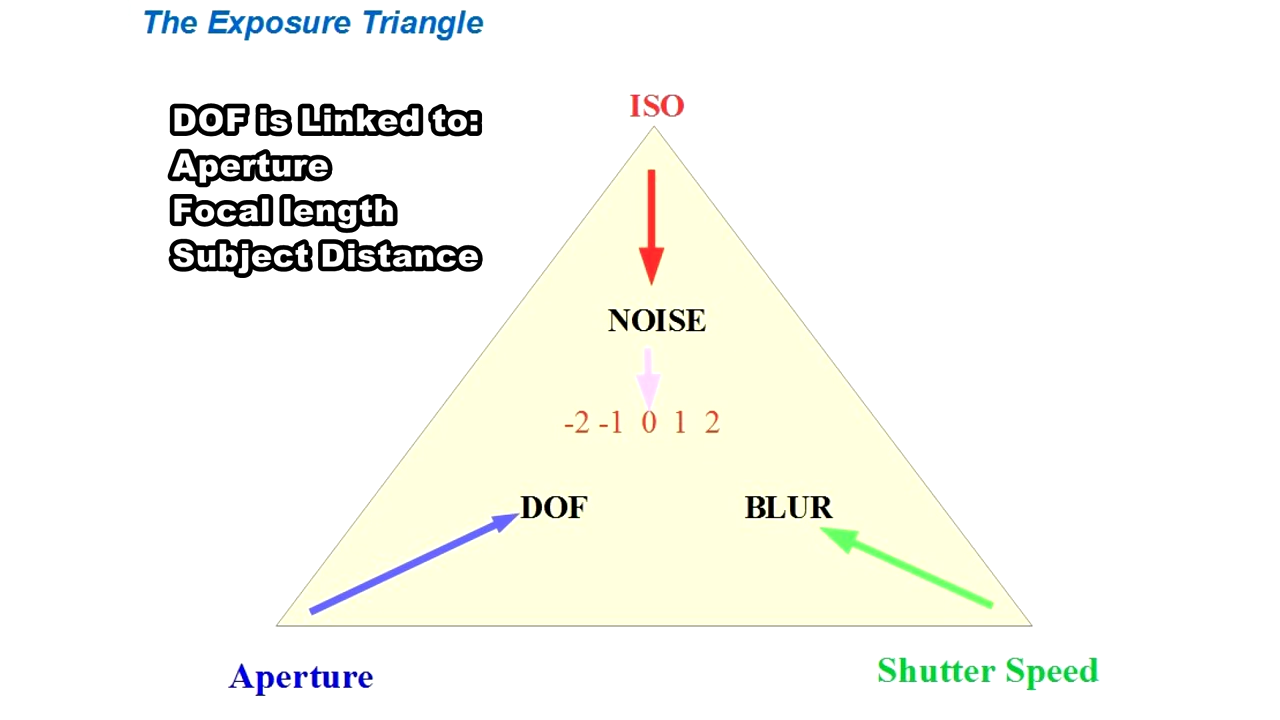 The Exposure Triangle
DOF is Linked to:
Aperture
Focal length
Subject Distance
ISO
NOISE
-2 -1 0 1 2
DOF
BLUR
Aperture
Shutter Speed